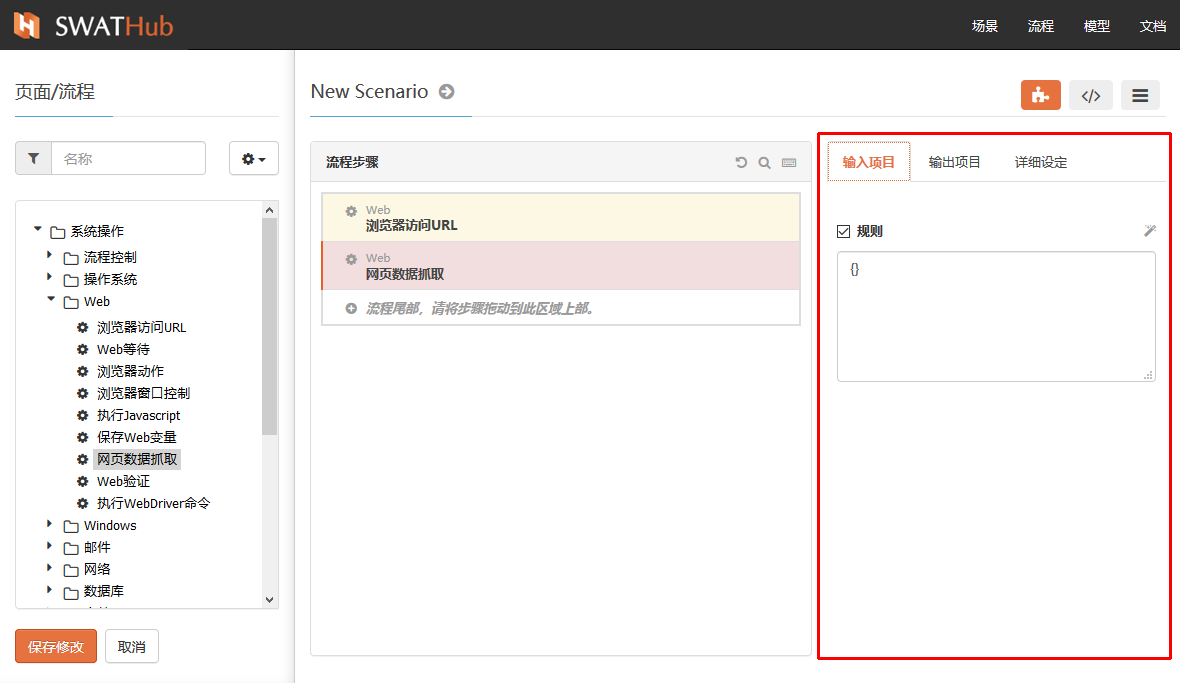 SWATHub
场景 流程 模型 文档
页面/流程
名称
系统操作
流程控制
操作系统
Web
浏览器访问URL
Web等待
浏览器动作
浏览器窗口控制
执行Javascript
保存Web变量
网页数据抓取
Web验证
执行WebDriver命令
Windows
邮件
网络
数据库
保存修改 取消
New Scenario
</>
流程步骤
Web
浏览器访问URL
Web
网页数据抓取
流程尾部，请将步骤拖动到此区域上部。
输入项目 输出项目 详细设定
规则
{}